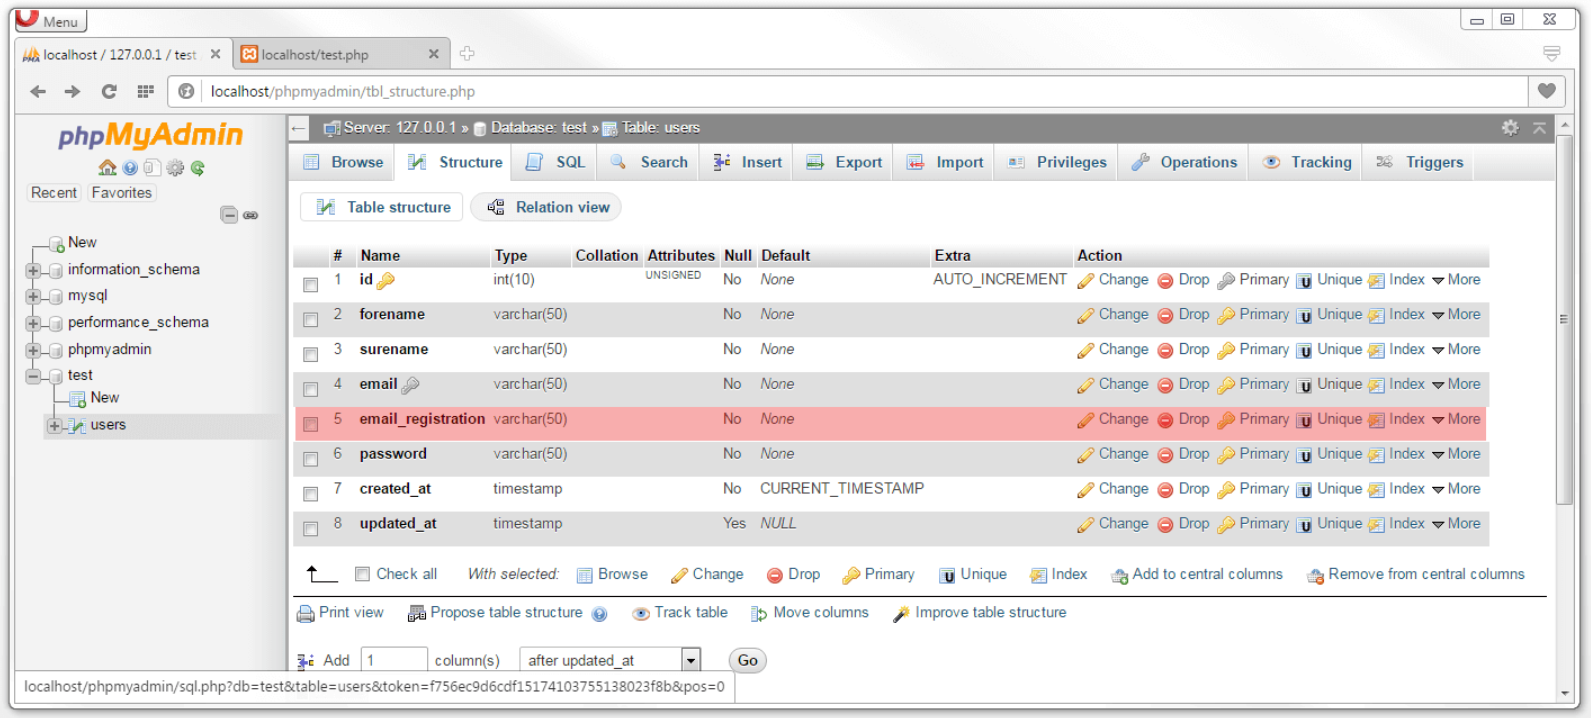 Menu
localhost / 127.0.0.1 / test
localhost/test.php
localhost/phpmyadmin/tbl_structure.php
phpMyAdmin
Recent Favorites
New
information_schema
mysql
performance_schema
phpmyadmin
test
New
users
Server: 127.0.0.1 » Database: test » Table: users
Browse Structure SQL Search Insert Export Import Privileges Operations Tracking Triggers
Table structure Relation view
# Name Type Collation Attributes Null Default Extra Action
1 id int(10) UNSIGNED No None AUTO_INCREMENT Change Drop Primary Unique Index More
2 forename varchar(50) No None Change Drop Primary Unique Index More
3 surename varchar(50) No None Change Drop Primary Unique Index More
4 email varchar(50) No None Change Drop Primary Unique Index More
5 email_registration varchar(50) No None Change Drop Primary Unique Index More
6 password varchar(50) No None Change Drop Primary Unique Index More
7 created_at timestamp No CURRENT_TIMESTAMP Change Drop Primary Unique Index More
8 updated_at timestamp Yes NULL Change Drop Primary Unique Index More
Check all With selected: Browse Change Drop Primary Unique Index Add to central columns Remove from central columns
Print view Propose table structure Track table Move columns Improve table structure
Add 1 column(s) after updated_at Go
localhost/phpmyadmin/sql.php?db=test&table=users&token=f756ec9d6cdf15174103755138023f8b&pos=0